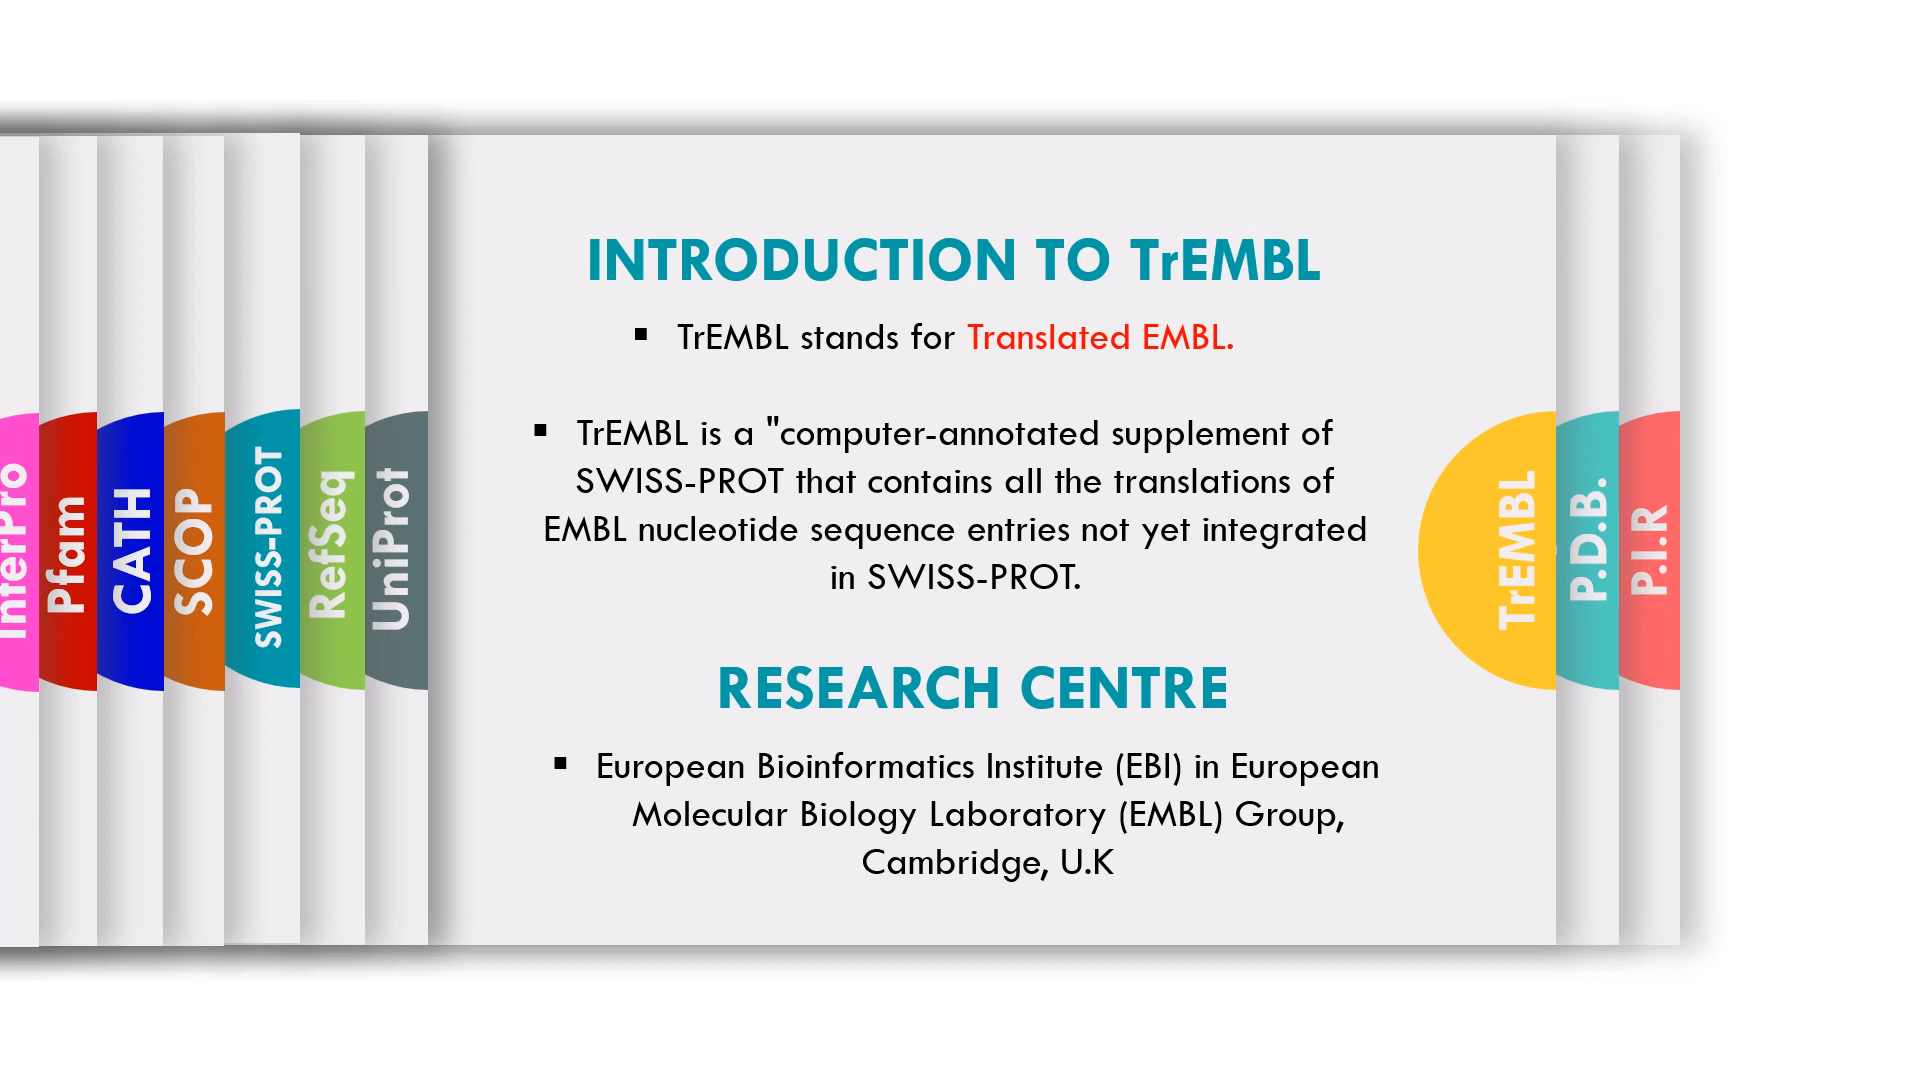 INTRODUCTION TO TrEMBL
▪ TrEMBL stands for Translated EMBL.
▪ TrEMBL is a "computer-annotated supplement of
SWISS-PROT that contains all the translations of
EMBL nucleotide sequence entries not yet integrated
in SWISS-PROT.
RESEARCH CENTRE
▪ European Bioinformatics Institute (EBI) in European
Molecular Biology Laboratory (EMBL) Group,
Cambridge, U.K
InterPro
Pfam
CATH
SCOP
SWISS-PROT
RefSeq
UniProt
TrEMBL
P.D.B.
P.I.R